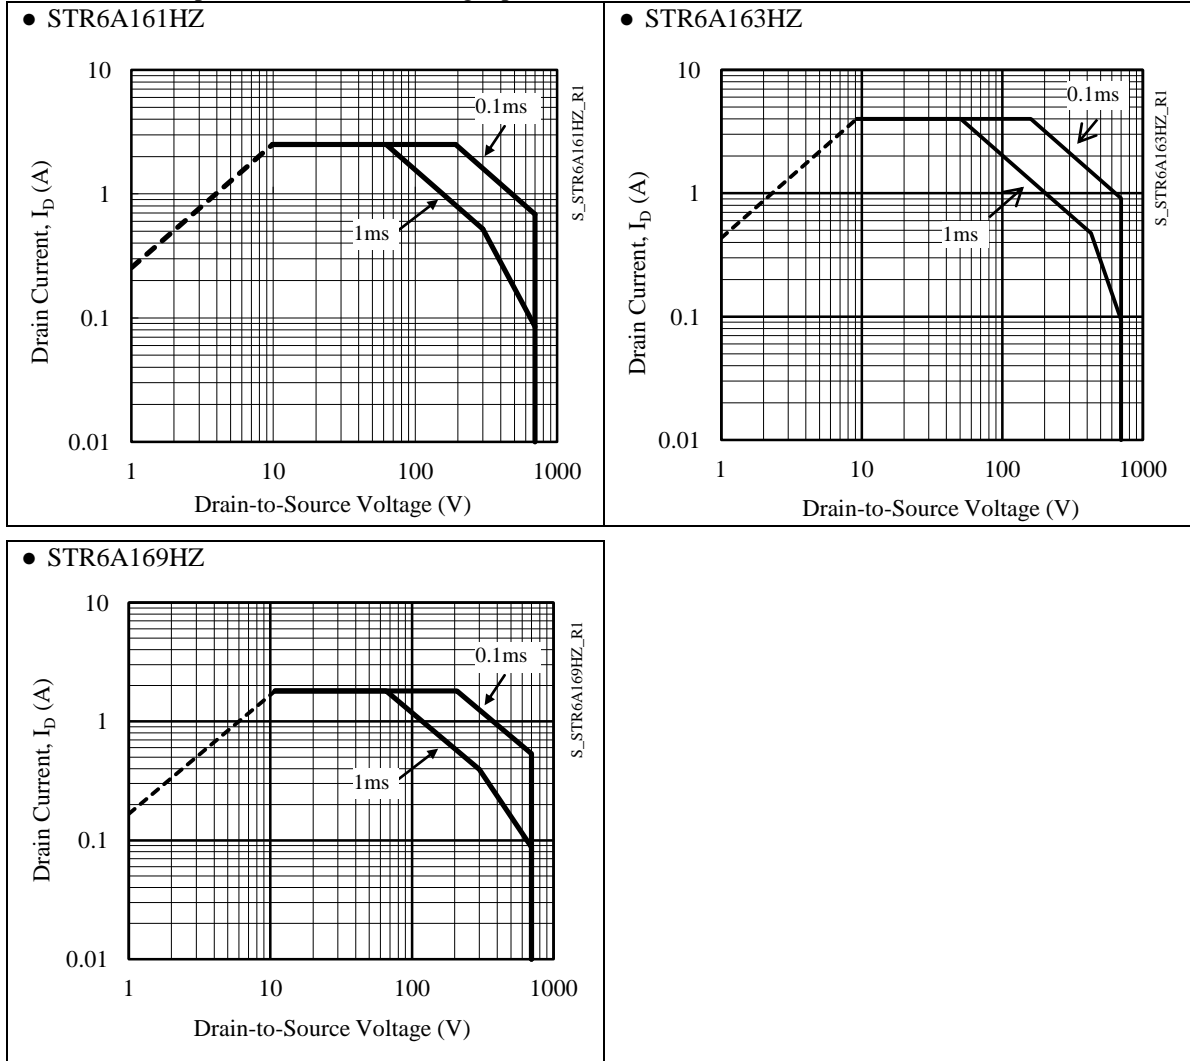 ● STR6A161HZ
10
1
0.1
0.01
1 10 100 1000
Drain Current, I_D (A)
Drain-to-Source Voltage (V)
0.1ms
1ms
S_STR6A161HZ_R1
● STR6A163HZ
10
1
0.1
0.01
1 10 100 1000
Drain Current, I_D (A)
Drain-to-Source Voltage (V)
0.1ms
1ms
S_STR6A163HZ_R1
● STR6A169HZ
10
1
0.1
0.01
1 10 100 1000
Drain Current, I_D (A)
Drain-to-Source Voltage (V)
0.1ms
1ms
S_STR6A169HZ_R1